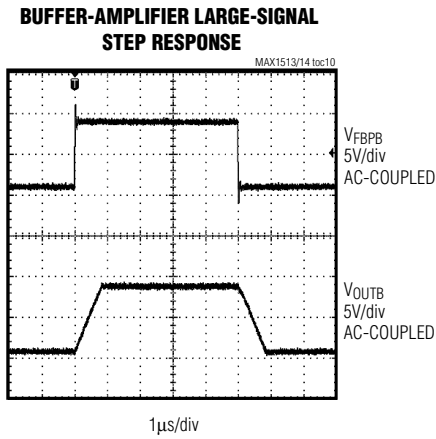 BUFFER-AMPLIFIER LARGE-SIGNAL
STEP RESPONSE
MAX1513/14 toc10
T
VFBPB
5V/div
AC-COUPLED
VOUTB
5V/div
AC-COUPLED
1µs/div